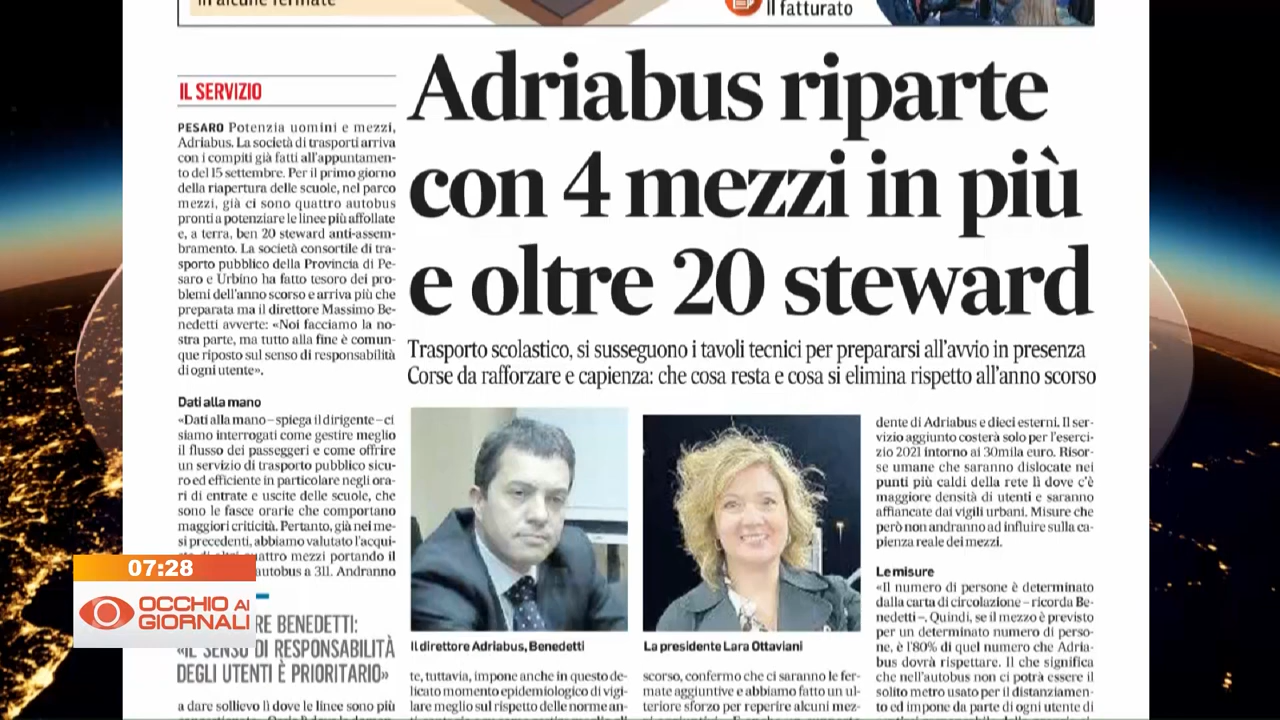 in alcune fermate
Il fatturato
IL SERVIZIO
PESARO Potenzia uomini e mezzi,
Adriabus. La società di trasporti arriva
con i compiti già fatti all'appuntamen-
to del 15 settembre. Per il primo giorno
della riapertura delle scuole, nel parco
mezzi, già ci sono quattro autobus
pronti a potenziare le linee più affollate
e, a terra, ben 20 steward anti-assem-
bramento. La società consortile di tra-
sporto pubblico della Provincia di Pe-
saro e Urbino ha fatto tesoro dei pro-
blemi dell'anno scorso e arriva più che
preparata ma il direttore Massimo Be-
nedetti avverte: «Noi facciamo la no-
stra parte, ma tutto alla fine è comun-
que riposto sul senso di responsabilità
di ogni utente».
Dati alla mano
«Dati alla mano – spiega il dirigente – ci
siamo interrogati come gestire meglio
il flusso dei passeggeri e come offrire
un servizio di trasporto pubblico sicu-
ro ed efficiente in particolare negli ora-
ri di entrate e uscite delle scuole, che
sono le fasce orarie che comportano
maggiori criticità. Pertanto, già nei me-
si precedenti, abbiamo valutato l'acqui-
sto di altri quattro mezzi portando il
autobus a 311. Andranno
07:28
OCCHIO AI
GIORNALI
RE BENEDETTI:
«IL SENSO DI RESPONSABILITÀ
DEGLI UTENTI È PRIORITARIO»
a dare sollievo lì dove le linee sono più
Adriabus riparte
con 4 mezzi in più
e oltre 20 steward
Trasporto scolastico, si susseguono i tavoli tecnici per prepararsi all'avvio in presenza
Corse da rafforzare e capienza: che cosa resta e cosa si elimina rispetto all'anno scorso
Il direttore Adriabus, Benedetti
La presidente Lara Ottaviani
te, tuttavia, impone anche in questo de-
licato momento epidemiologico di vigi-
lare meglio sul rispetto delle norme an-
scorso, confermo che ci saranno le fer-
mate aggiuntive e abbiamo fatto un ul-
teriore sforzo per reperire alcuni mez-
dente di Adriabus e dieci esterni. Il ser-
vizio aggiunto costerà solo per l'eserci-
zio 2021 intorno ai 30mila euro. Risor-
se umane che saranno dislocate nei
punti più caldi della rete lì dove c'è
maggiore densità di utenti e saranno
affiancate dai vigili urbani. Misure che
però non andranno ad influire sulla ca-
pienza reale dei mezzi.
Le misure
«Il numero di persone è determinato
dalla carta di circolazione – ricorda Be-
nedetti –. Quindi, se il mezzo è previsto
per un determinato numero di perso-
ne, è l'80% di quel numero che Adria-
bus dovrà rispettare. Il che significa
che nell'autobus non ci potrà essere il
solito metro usato per il distanziamen-
to ed impone da parte di ogni utente di